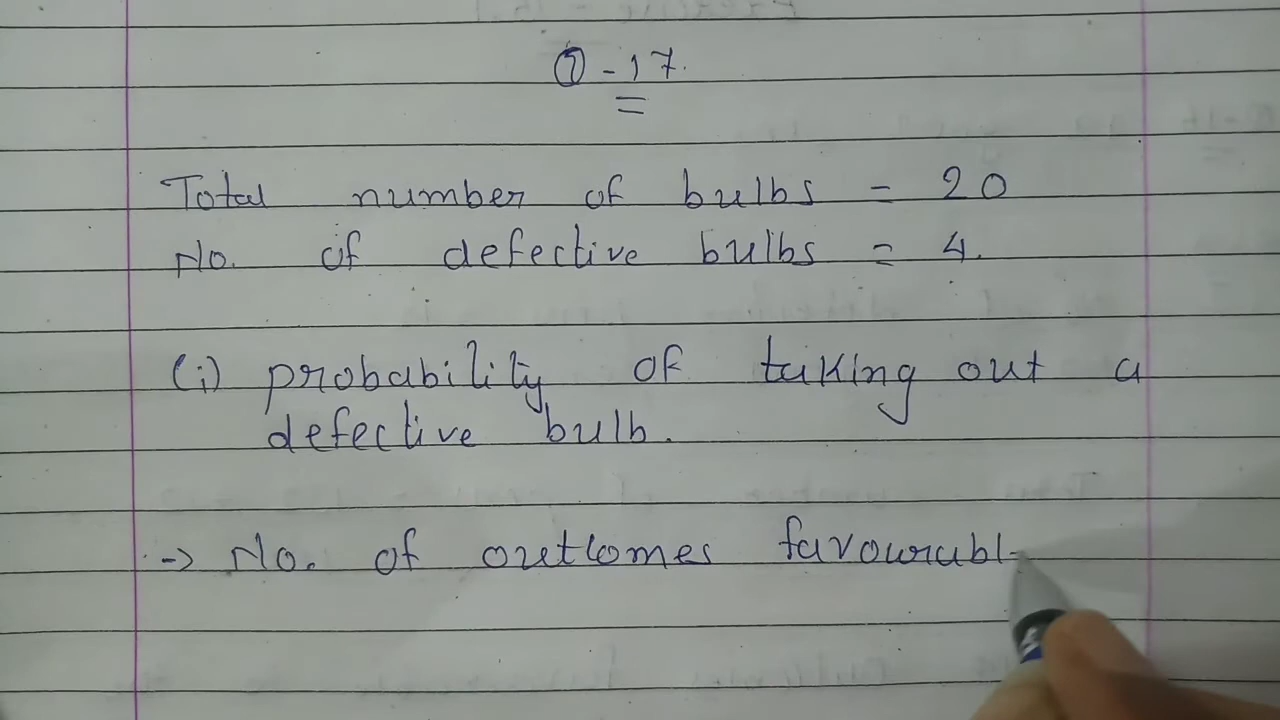 Q-17.
Total number of bulbs = 20
No. of defective bulbs = 4.
(i) probability of taking out a
defective bulb.
→ No. of outcomes favourabl